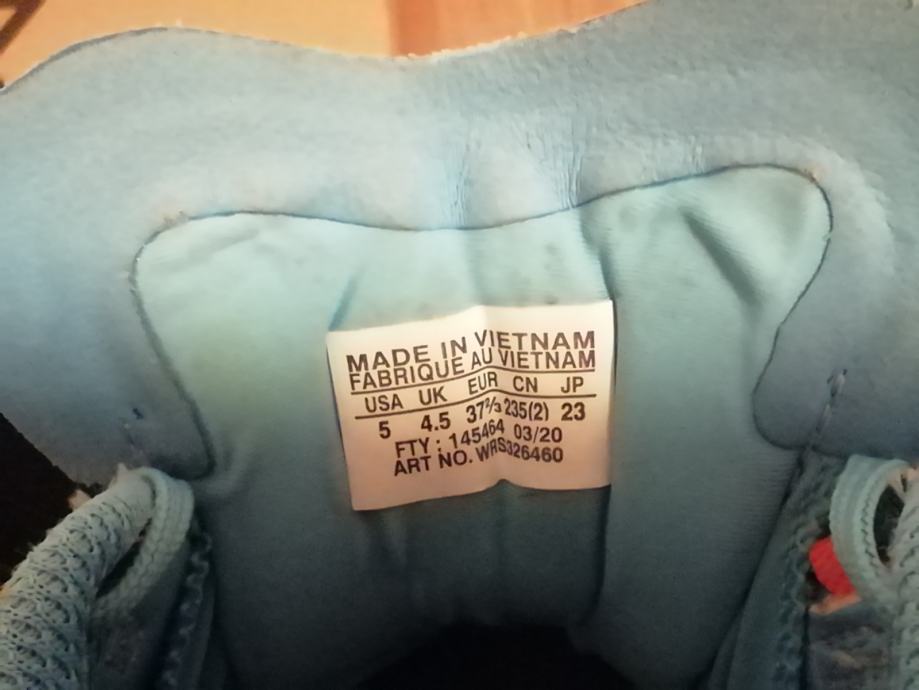 MADE IN VIETNAM
FABRIQUE AU VIETNAM
USA UK EUR CN JP
5 4.5 37⅔ 235(2) 23
FTY : 145464 03/20
ART NO. WRS326460